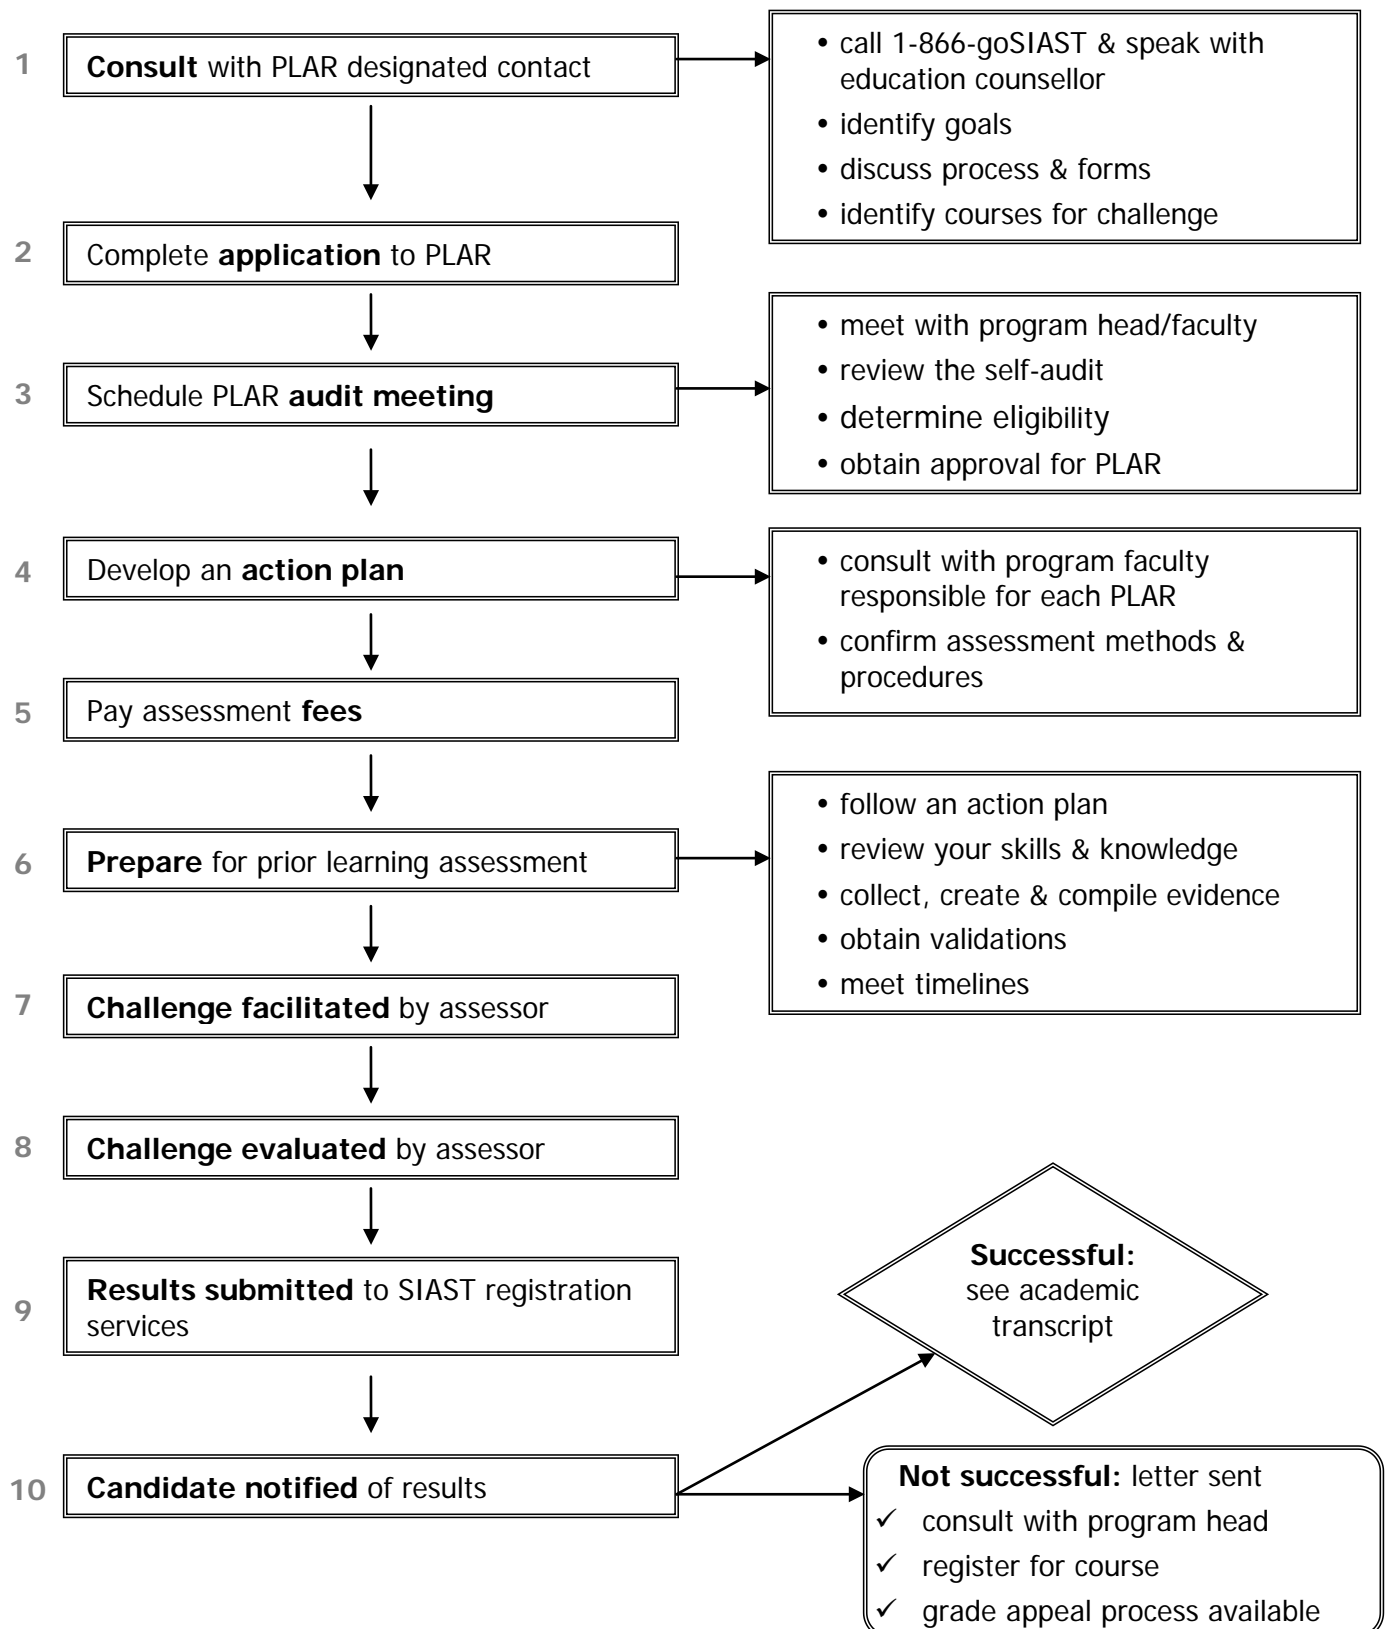 1
Consult with PLAR designated contact
• call 1-866-goSIAST & speak with
education counsellor
• identify goals
• discuss process & forms
• identify courses for challenge
2
Complete application to PLAR
3
Schedule PLAR audit meeting
• meet with program head/faculty
• review the self-audit
• determine eligibility
• obtain approval for PLAR
4
Develop an action plan
• consult with program faculty
responsible for each PLAR
• confirm assessment methods &
procedures
5
Pay assessment fees
6
Prepare for prior learning assessment
• follow an action plan
• review your skills & knowledge
• collect, create & compile evidence
• obtain validations
• meet timelines
7
Challenge facilitated by assessor
8
Challenge evaluated by assessor
9
Results submitted to SIAST registration
services
10
Candidate notified of results
Successful:
see academic
transcript
Not successful: letter sent
✓ consult with program head
✓ register for course
✓ grade appeal process available